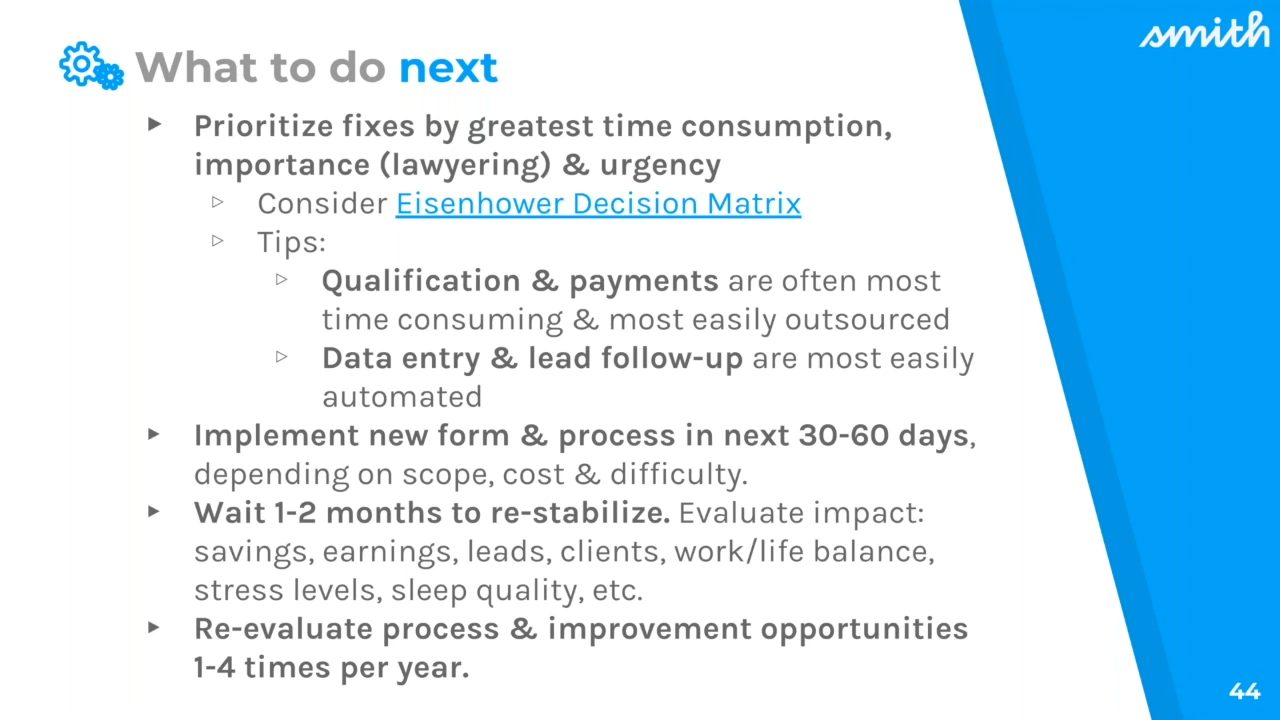 smith
What to do next
Prioritize fixes by greatest time consumption,
importance (lawyering) & urgency
Consider Eisenhower Decision Matrix
Tips:
Qualification & payments are often most
time consuming & most easily outsourced
Data entry & lead follow-up are most easily
automated
Implement new form & process in next 30-60 days,
depending on scope, cost & difficulty.
Wait 1-2 months to re-stabilize. Evaluate impact:
savings, earnings, leads, clients, work/life balance,
stress levels, sleep quality, etc.
Re-evaluate process & improvement opportunities
1-4 times per year.
44